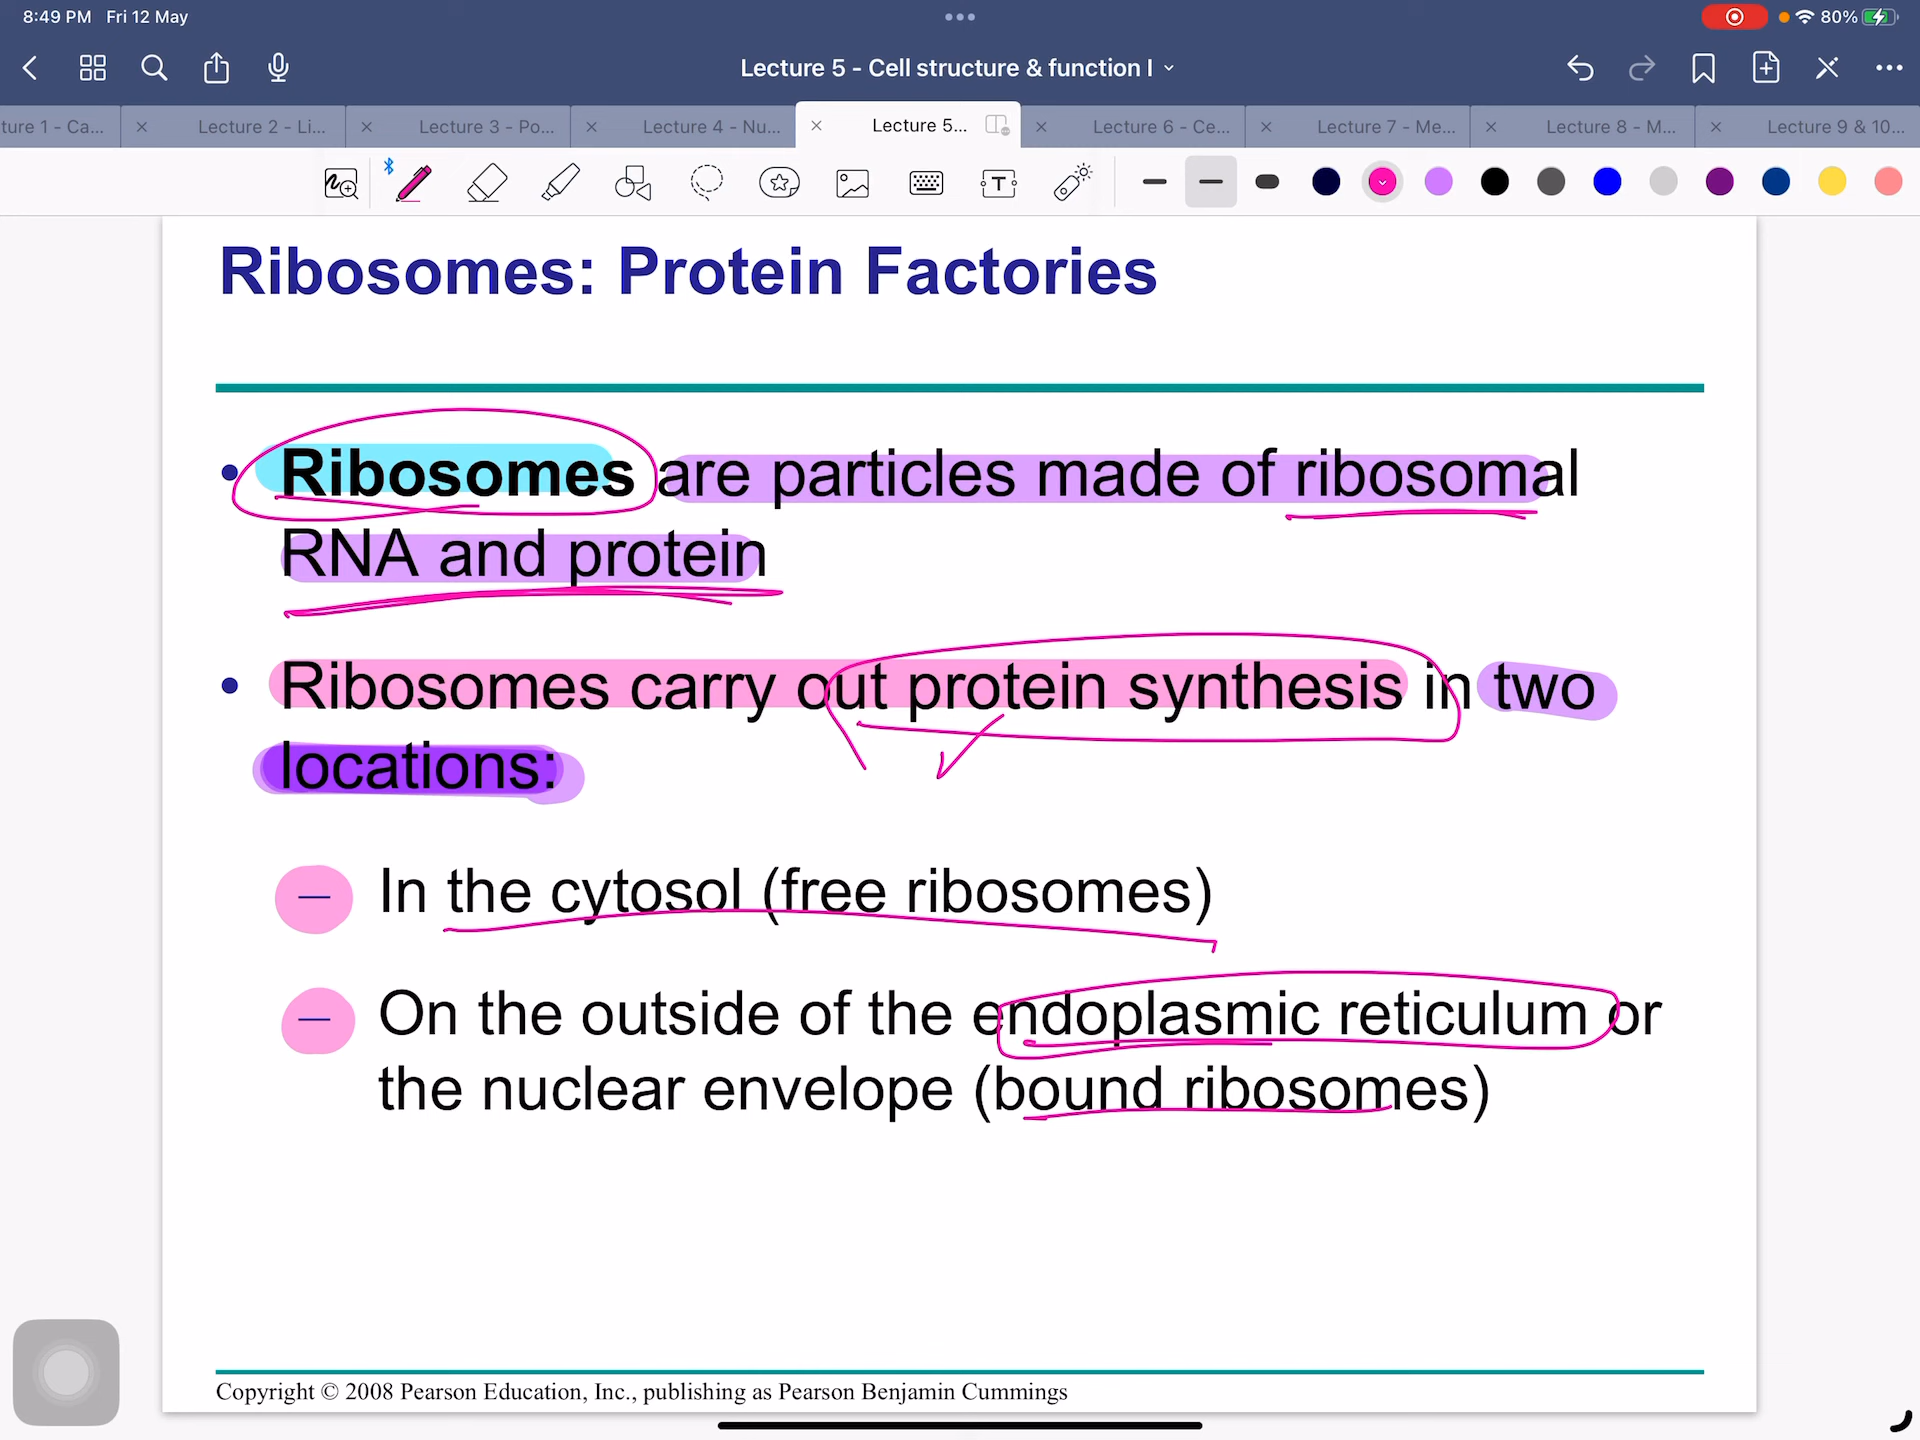 8:49 PM Fri 12 May
80%
Lecture 5 - Cell structure & function I
ture 1 - Ca...
Lecture 2 - Li...
Lecture 3 - Po...
Lecture 4 - Nu...
Lecture 5...
Lecture 6 - Ce...
Lecture 7 - Me...
Lecture 8 - M...
Lecture 9 & 10...
T
Ribosomes: Protein Factories
• Ribosomes are particles made of ribosomal
RNA and protein
• Ribosomes carry out protein synthesis in two
locations:
– In the cytosol (free ribosomes)
– On the outside of the endoplasmic reticulum or
the nuclear envelope (bound ribosomes)
Copyright © 2008 Pearson Education, Inc., publishing as Pearson Benjamin Cummings